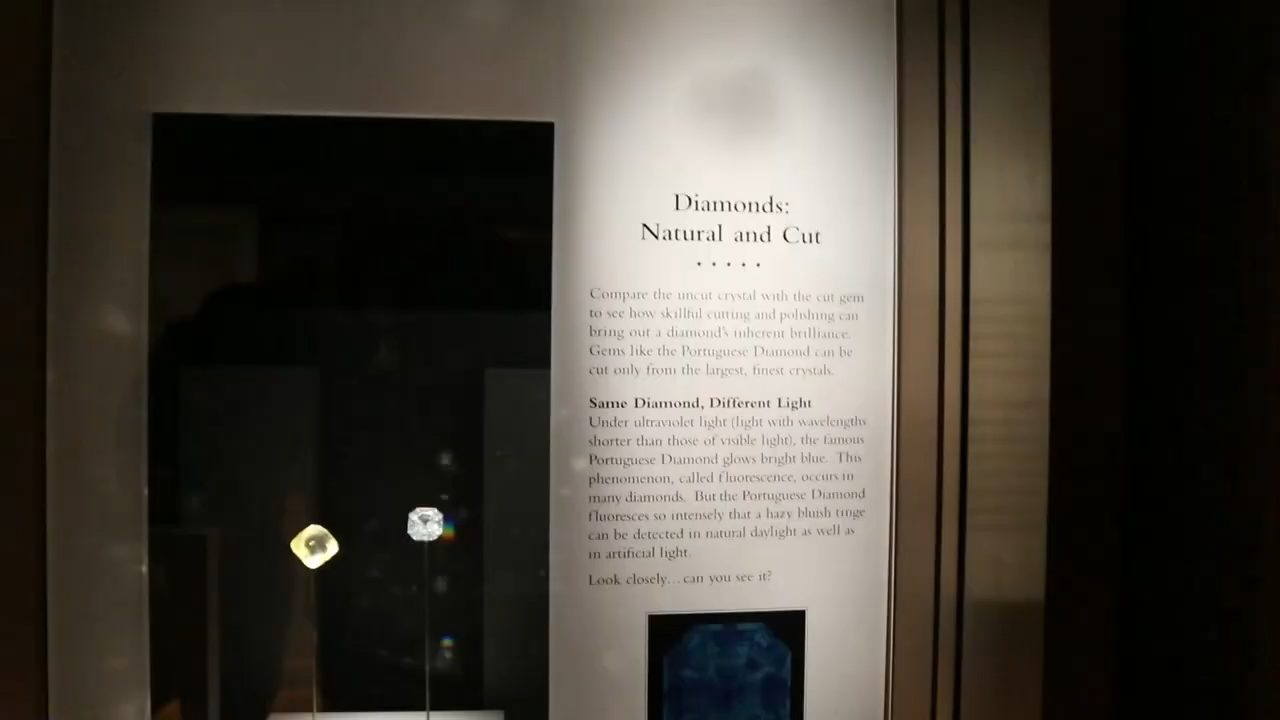 Diamonds:
Natural and Cut
• • • • •
Compare the uncut crystal with the cut gem
to see how skillful cutting and polishing can
bring out a diamond's inherent brilliance.
Gems like the Portuguese Diamond can be
cut only from the largest, finest crystals.
Same Diamond, Different Light
Under ultraviolet light (light with wavelengths
shorter than those of visible light), the famous
Portuguese Diamond glows bright blue. This
phenomenon, called fluorescence, occurs in
many diamonds. But the Portuguese Diamond
fluoresces so intensely that a hazy bluish tinge
can be detected in natural daylight as well as
in artificial light.
Look closely...can you see it?